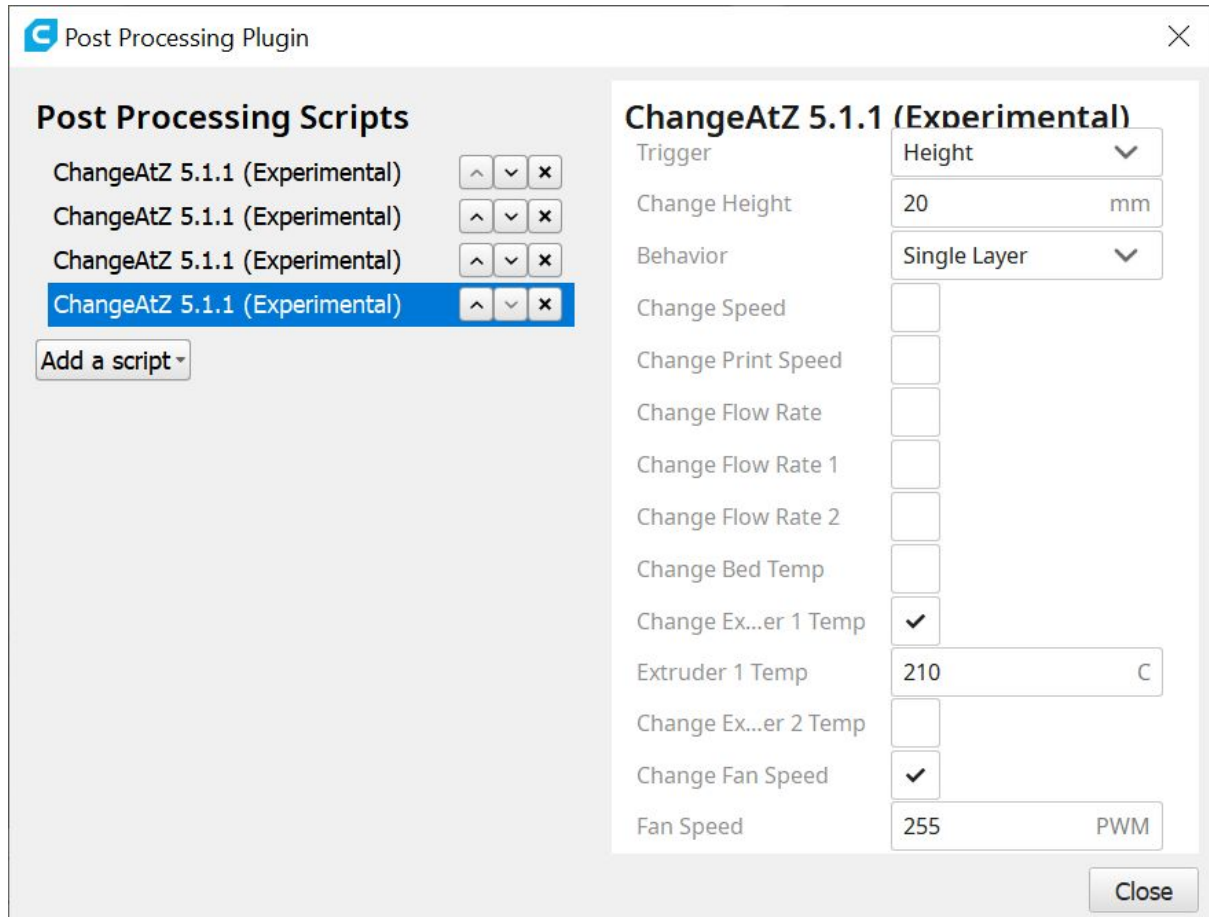 Post Processing Plugin
Post Processing Scripts
ChangeAtZ 5.1.1 (Experimental)
ChangeAtZ 5.1.1 (Experimental)
ChangeAtZ 5.1.1 (Experimental)
ChangeAtZ 5.1.1 (Experimental)
Add a script
ChangeAtZ 5.1.1 (Experimental)
Trigger Height
Change Height 20 mm
Behavior Single Layer
Change Speed
Change Print Speed
Change Flow Rate
Change Flow Rate 1
Change Flow Rate 2
Change Bed Temp
Change Ex...er 1 Temp
Extruder 1 Temp 210 C
Change Ex...er 2 Temp
Change Fan Speed
Fan Speed 255 PWM
Close